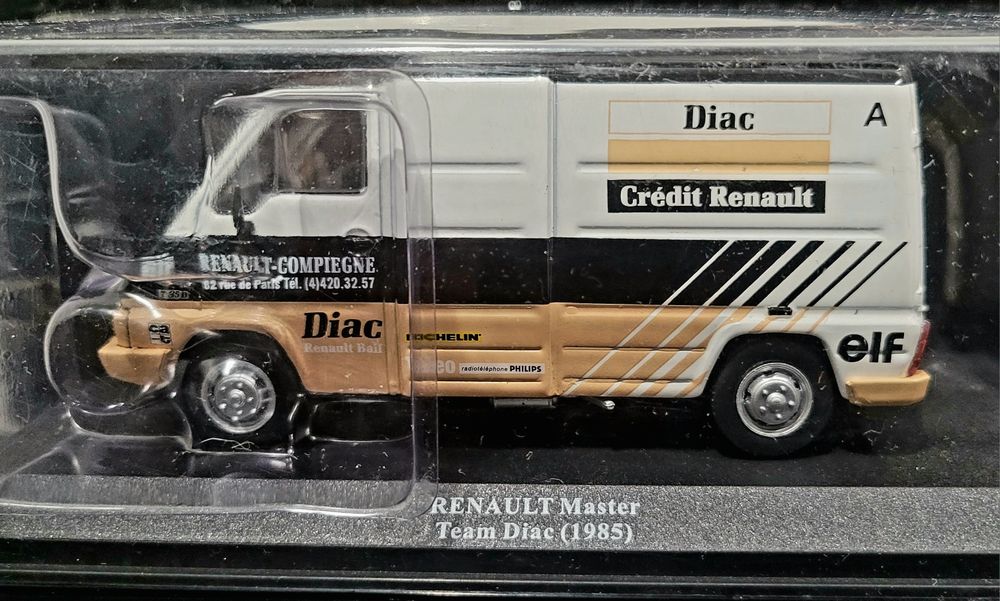 Diac
A
Crédit Renault
RENAULT-COMPIEGNE
82 rue de Paris Tél. (4)420.32.57
Diac
Renault Bail
MICHELIN
elf
radiotéléphone PHILIPS
RENAULT Master
Team Diac (1985)